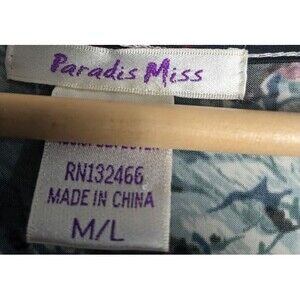 Paradis Miss
RN132466
MADE IN CHINA
M/L